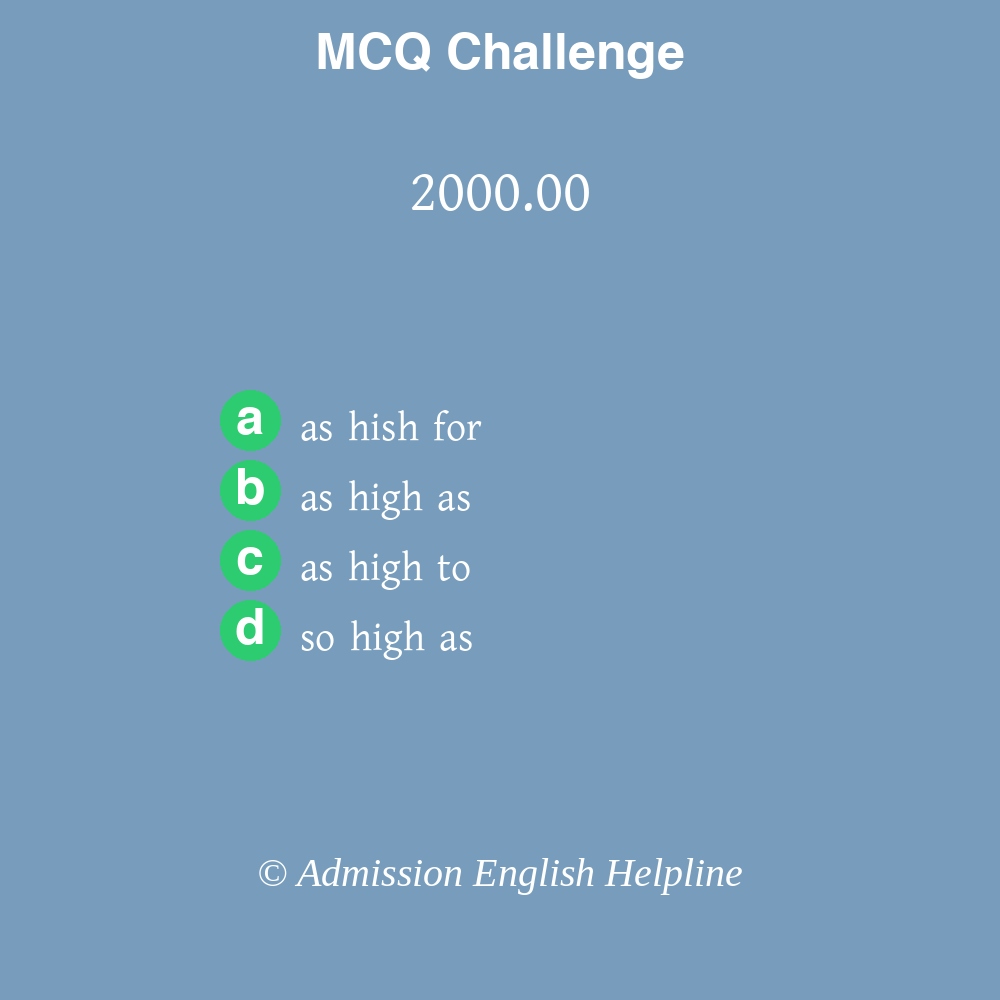 MCQ Challenge
2000.00
a as hish for
b as high as
c as high to
d so high as
© Admission English Helpline